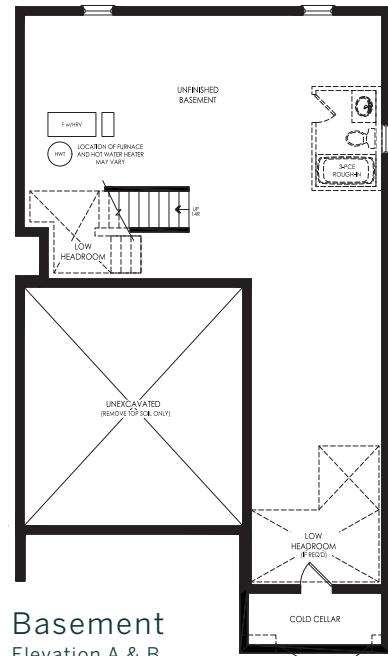 UNFINISHED
BASEMENT
F w/HRV
HWT
LOCATION OF FURNACE
AND HOT WATER HEATER
MAY VARY
3-PCE
ROUGH-IN
UP
14R
LOW
HEADROOM
UNEXCAVATED
(REMOVE TOP SOIL ONLY)
LOW
HEADROOM
(IF REQ'D)
COLD CELLAR
Basement
Elevation A & B